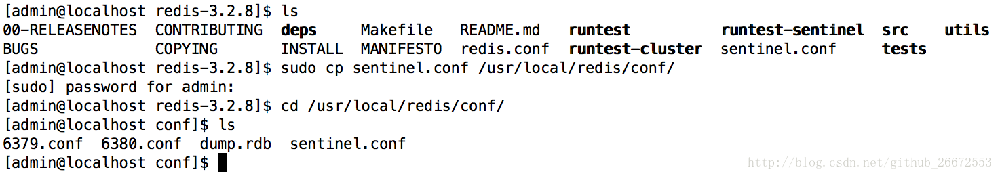 [admin@localhost redis-3.2.8]$ ls
00-RELEASENOTES  CONTRIBUTING  deps     Makefile   README.md   runtest          runtest-sentinel  src    utils
BUGS             COPYING       INSTALL  MANIFESTO  redis.conf  runtest-cluster  sentinel.conf     tests
[admin@localhost redis-3.2.8]$ sudo cp sentinel.conf /usr/local/redis/conf/
[sudo] password for admin:
[admin@localhost redis-3.2.8]$ cd /usr/local/redis/conf/
[admin@localhost conf]$ ls
6379.conf  6380.conf  dump.rdb  sentinel.conf
[admin@localhost conf]$
http://blog.csdn.net/github_26672553